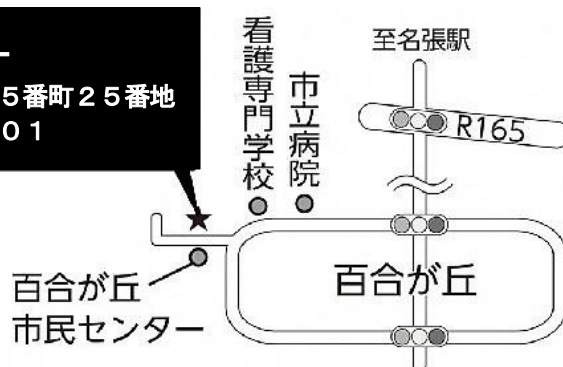 ー
５番町２５番地
０１
看護専門学校
市立病院
至名張駅
R165
百合が丘
百合が丘
市民センター